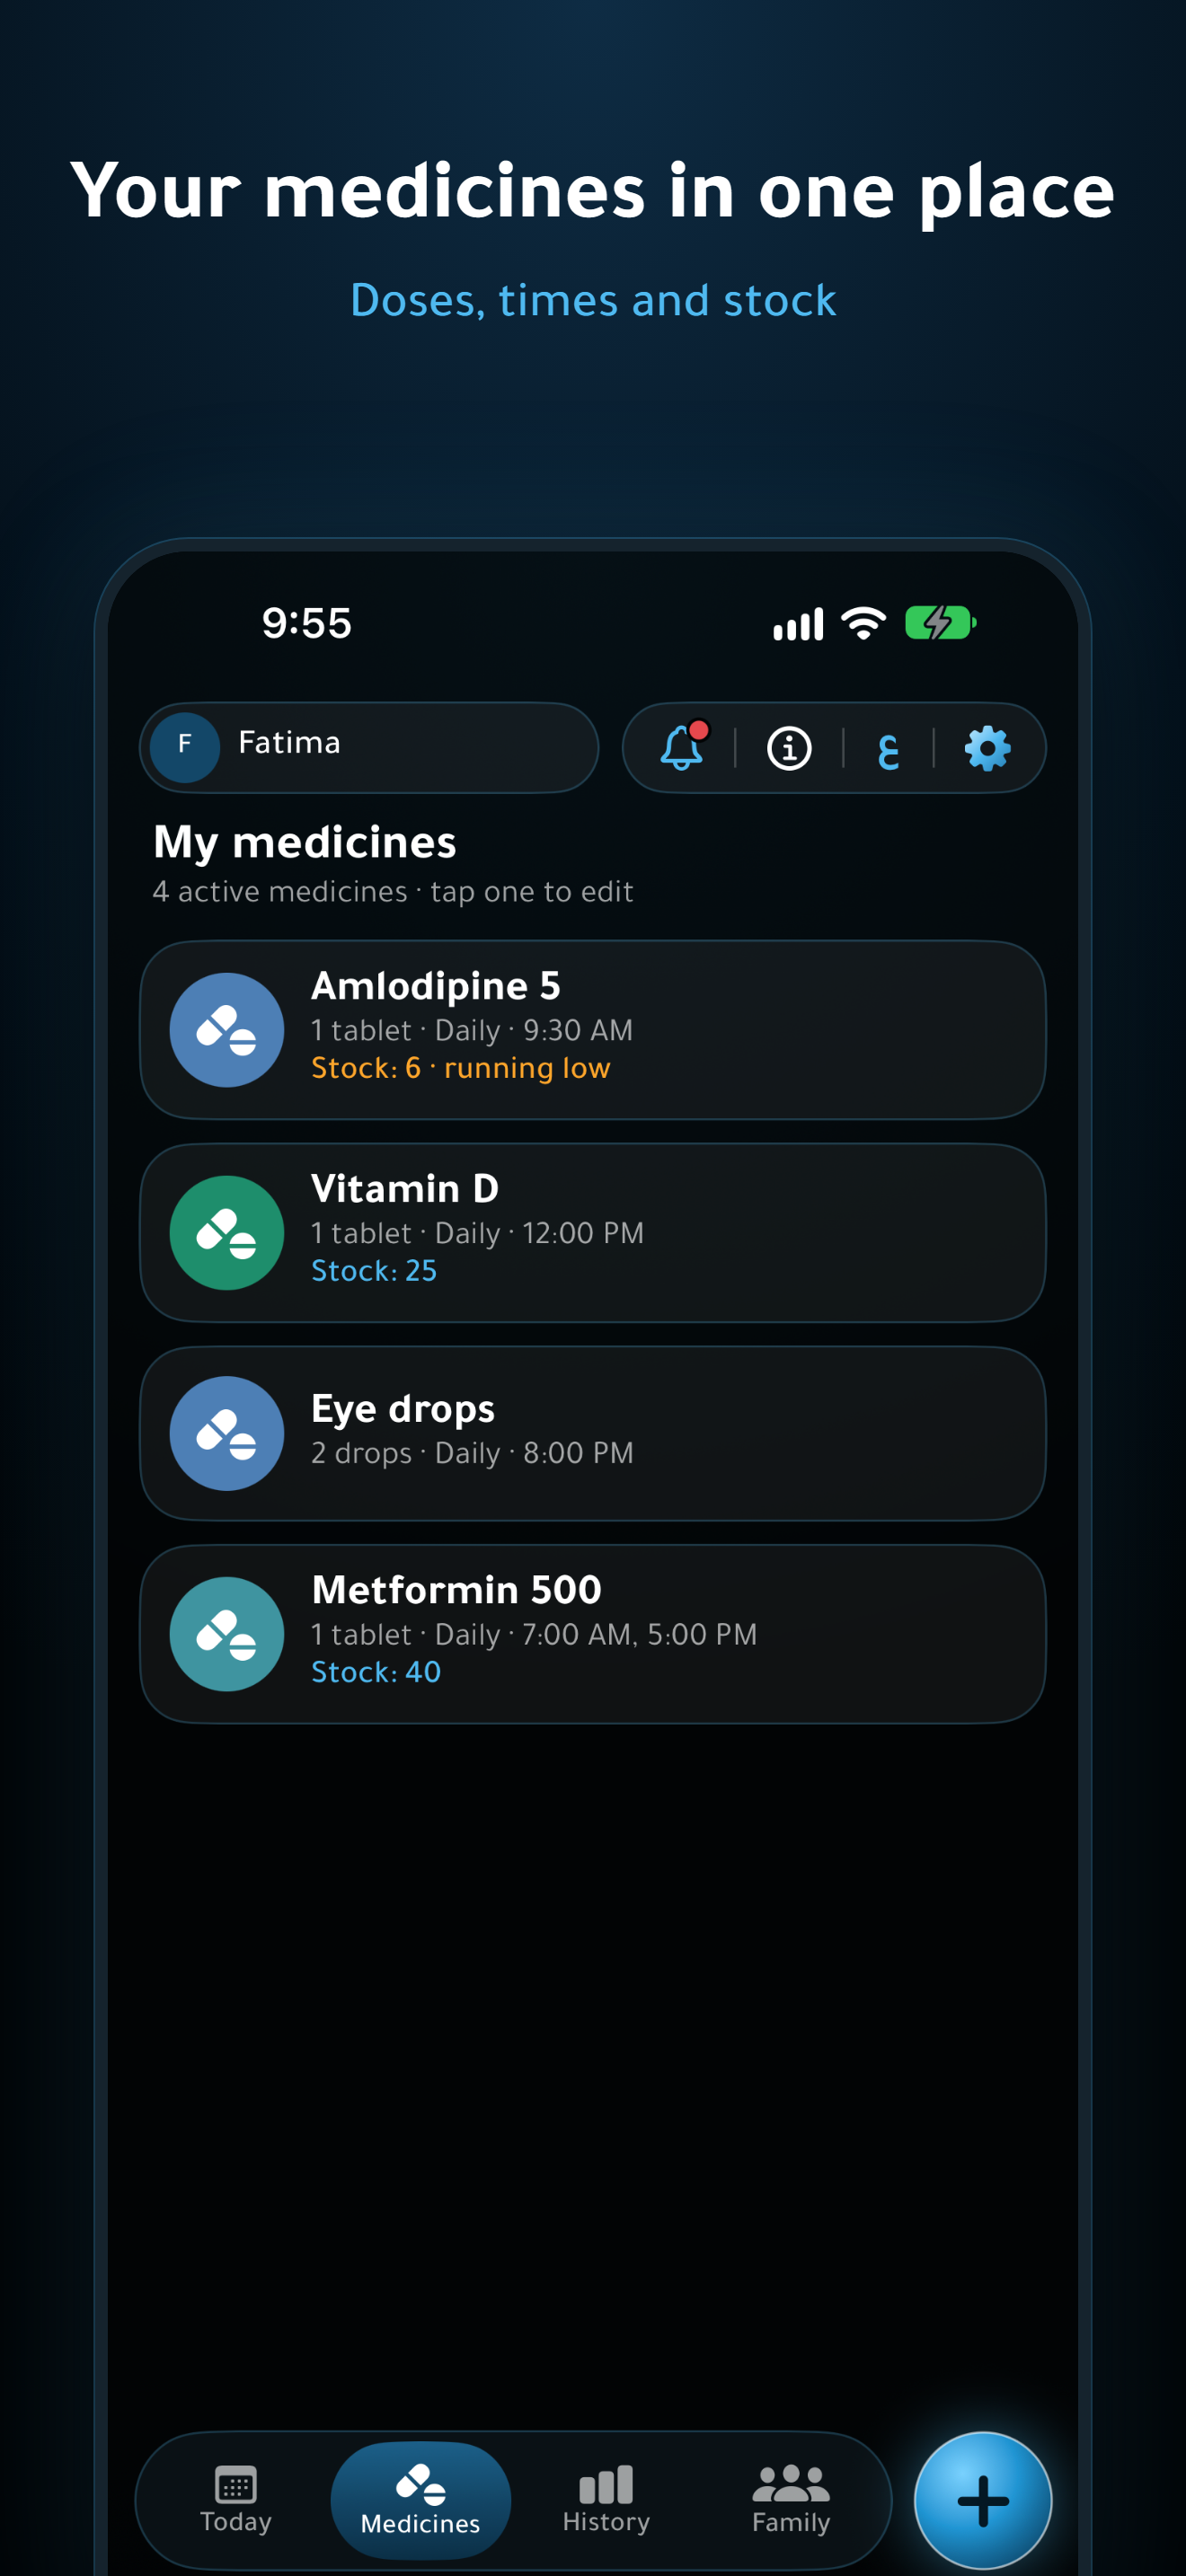 Your medicines in one place
Doses, times and stock
9:55
F
Fatima
ع
My medicines
4 active medicines · tap one to edit
Amlodipine 5
1 tablet · Daily · 9:30 AM
Stock: 6 · running low
Vitamin D
1 tablet · Daily · 12:00 PM
Stock: 25
Eye drops
2 drops · Daily · 8:00 PM
Metformin 500
1 tablet · Daily · 7:00 AM, 5:00 PM
Stock: 40
Today
Medicines
History
Family